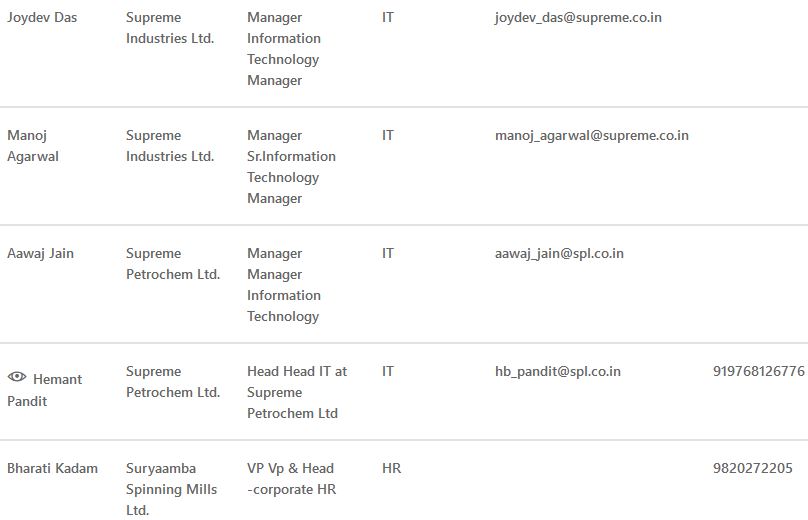 Joydev Das Supreme Manager IT joydev_das@supreme.co.in
Industries Ltd. Information
Technology
Manager
Manoj Supreme Manager IT manoj_agarwal@supreme.co.in
Agarwal Industries Ltd. Sr.Information
Technology
Manager
Aawaj Jain Supreme Manager IT aawaj_jain@spl.co.in
Petrochem Ltd. Manager
Information
Technology
Hemant Supreme Head Head IT at IT hb_pandit@spl.co.in 919768126776
Pandit Petrochem Ltd. Supreme
Petrochem Ltd
Bharati Kadam Suryaamba VP Vp & Head HR 9820272205
Spinning Mills -corporate HR
Ltd.